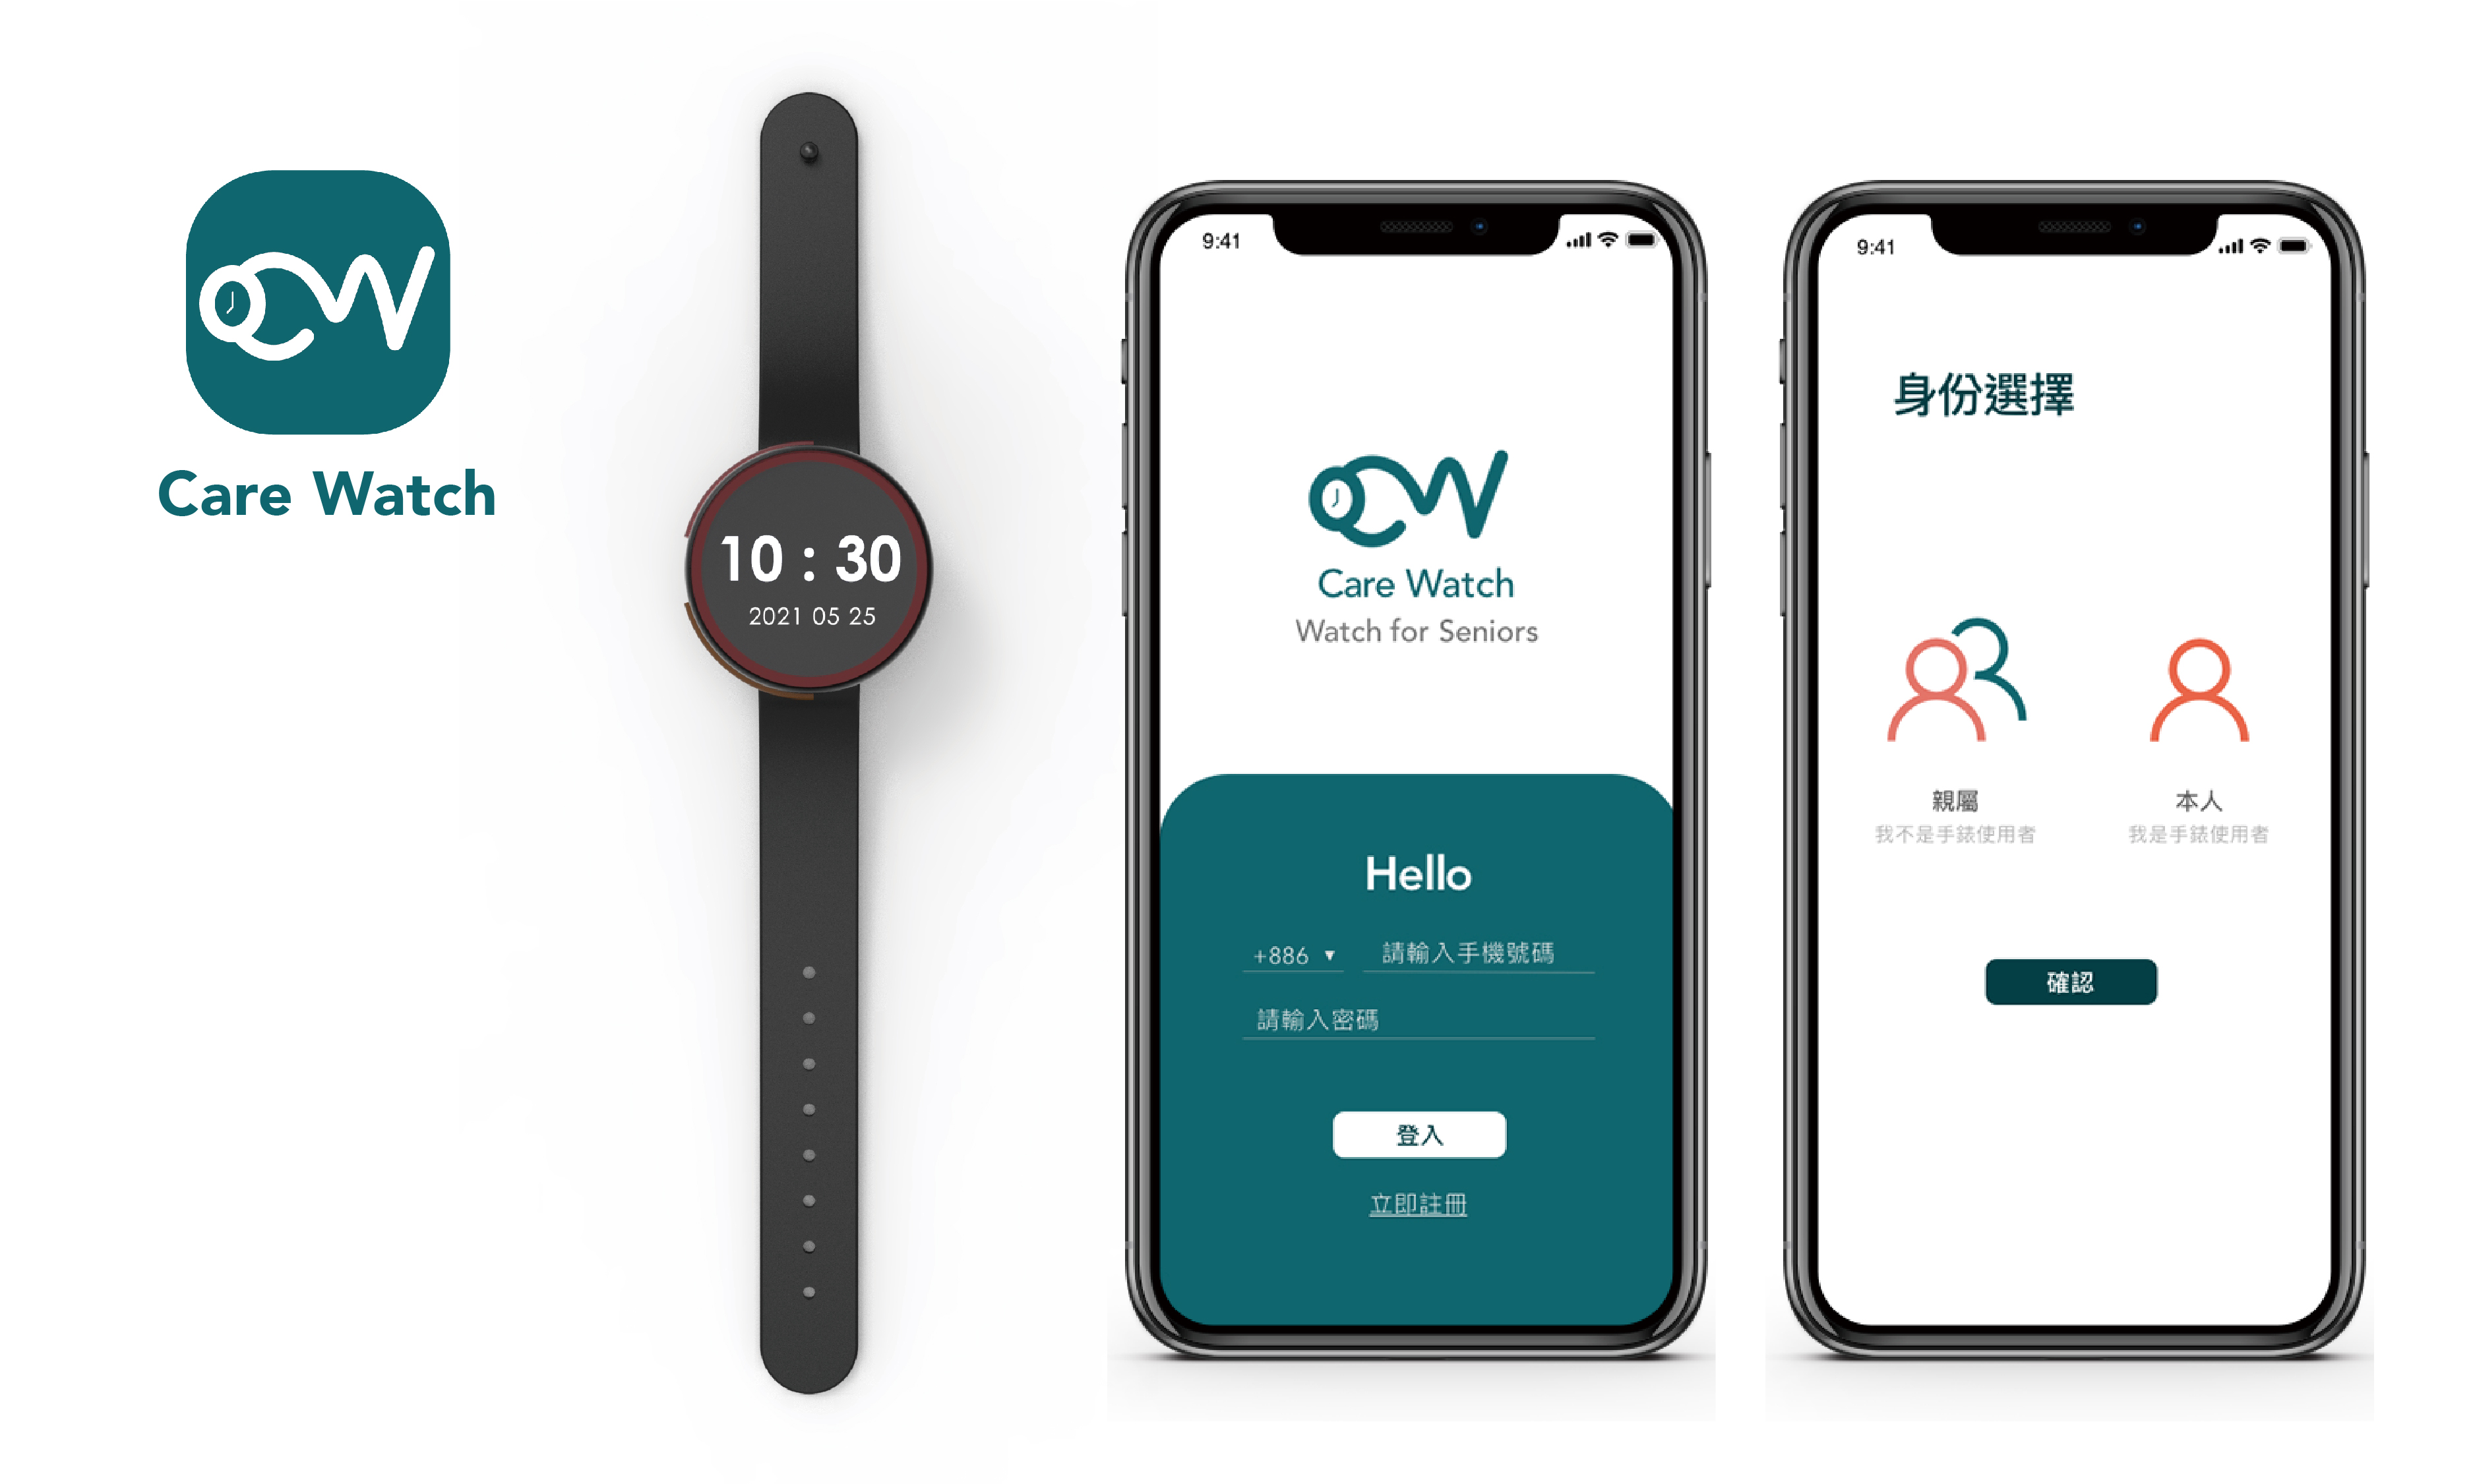 CW
Care Watch
10 : 30
2021 05 25
9:41
CW
Care Watch
Watch for Seniors
Hello
+886 ▼ 請輸入手機號碼
請輸入密碼
登入
立即註冊
9:41
身份選擇
親屬
我不是手錶使用者
本人
我是手錶使用者
確認